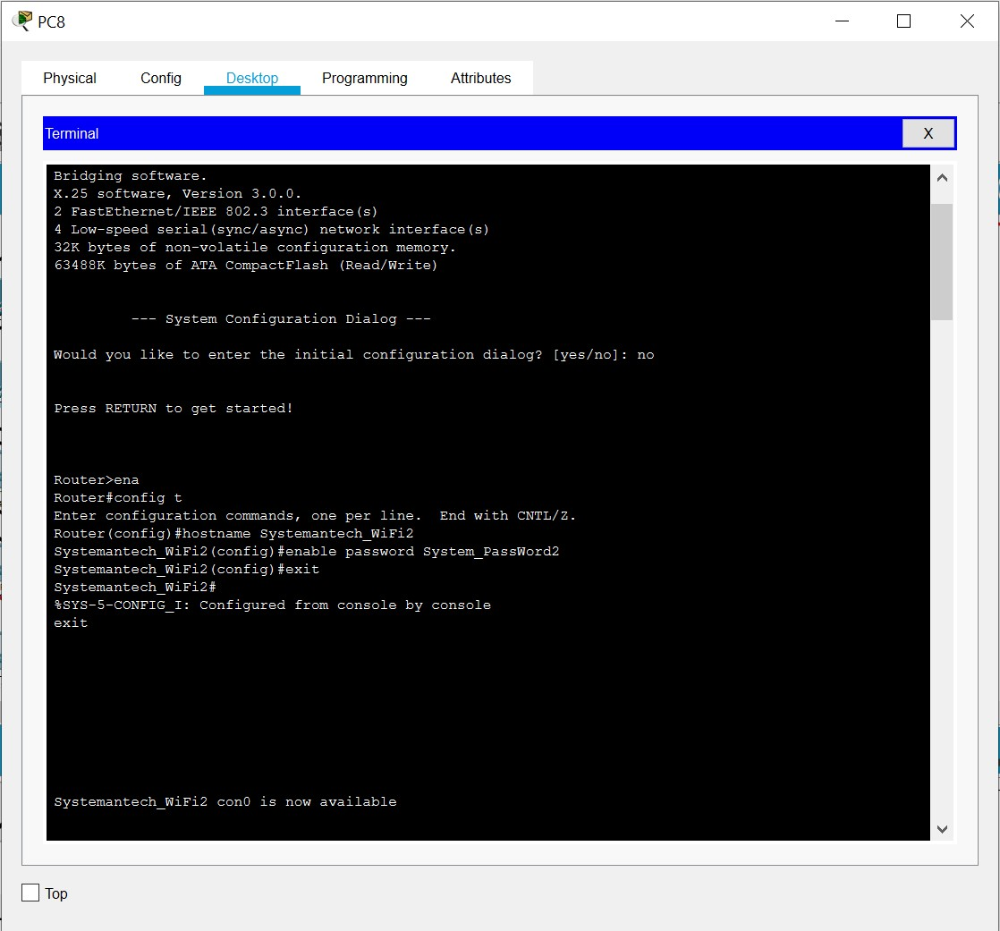 PC8
Physical Config Desktop Programming Attributes
Terminal X
Bridging software.
X.25 software, Version 3.0.0.
2 FastEthernet/IEEE 802.3 interface(s)
4 Low-speed serial(sync/async) network interface(s)
32K bytes of non-volatile configuration memory.
63488K bytes of ATA CompactFlash (Read/Write)
--- System Configuration Dialog ---
Would you like to enter the initial configuration dialog? [yes/no]: no
Press RETURN to get started!
Router>ena
Router#config t
Enter configuration commands, one per line.  End with CNTL/Z.
Router(config)#hostname Systemantech_WiFi2
Systemantech_WiFi2(config)#enable password System_PassWord2
Systemantech_WiFi2(config)#exit
Systemantech_WiFi2#
%SYS-5-CONFIG_I: Configured from console by console
exit
Systemantech_WiFi2 con0 is now available
Top